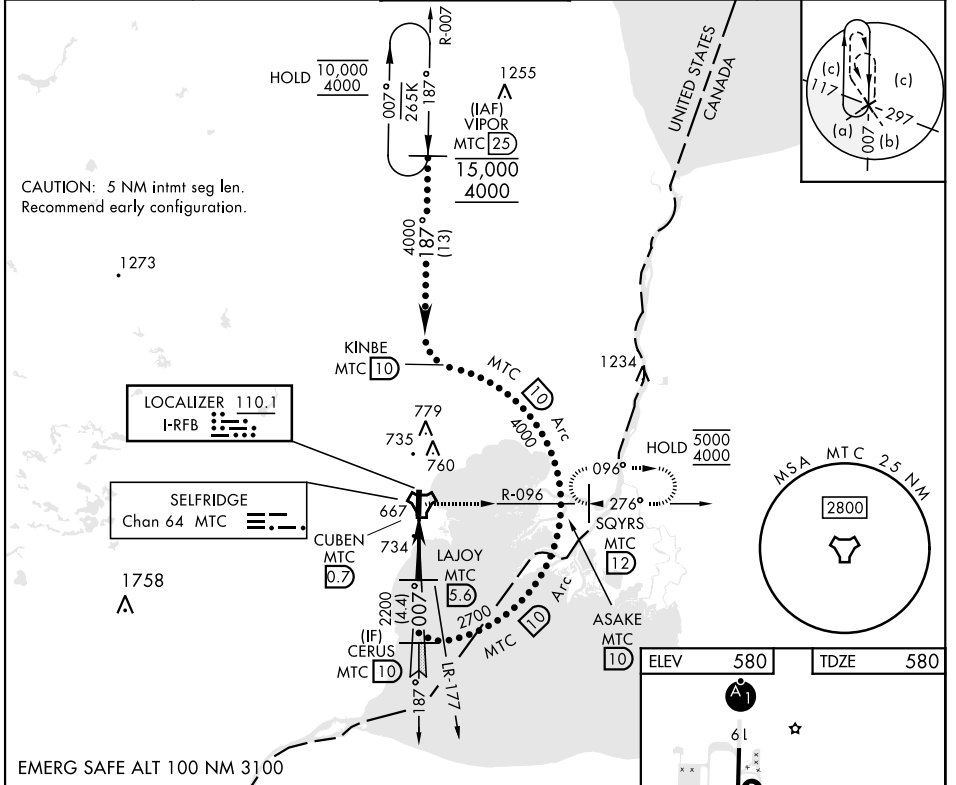 R-007
HOLD 10,000
4000
007°
265K
187°
1255
(IAF)
VIPOR
MTC 25
15,000
4000
UNITED STATES
CANADA
(c)
(c)
117
297
(a)
007
(b)
CAUTION: 5 NM intmt seg len.
Recommend early configuration.
4000
187°
(13)
1273
KINBE
MTC 10
MTC 10 Arc
4000
1234
LOCALIZER 110.1
I-RFB
779
735
760
HOLD 5000
4000
096°
276°
R-096
SELFRIDGE
Chan 64 MTC
667
SQYRS
MTC
12
MSA MTC 25 NM
2800
CUBEN
MTC
0.7
734
LAJOY
MTC
5.6
1758
2200
007°
(4.4)
2700
MTC 10 Arc
ASAKE
MTC
10
(IF)
CERUS
MTC 10
187°
LR-177
ELEV 580
TDZE 580
A1
19
EMERG SAFE ALT 100 NM 3100